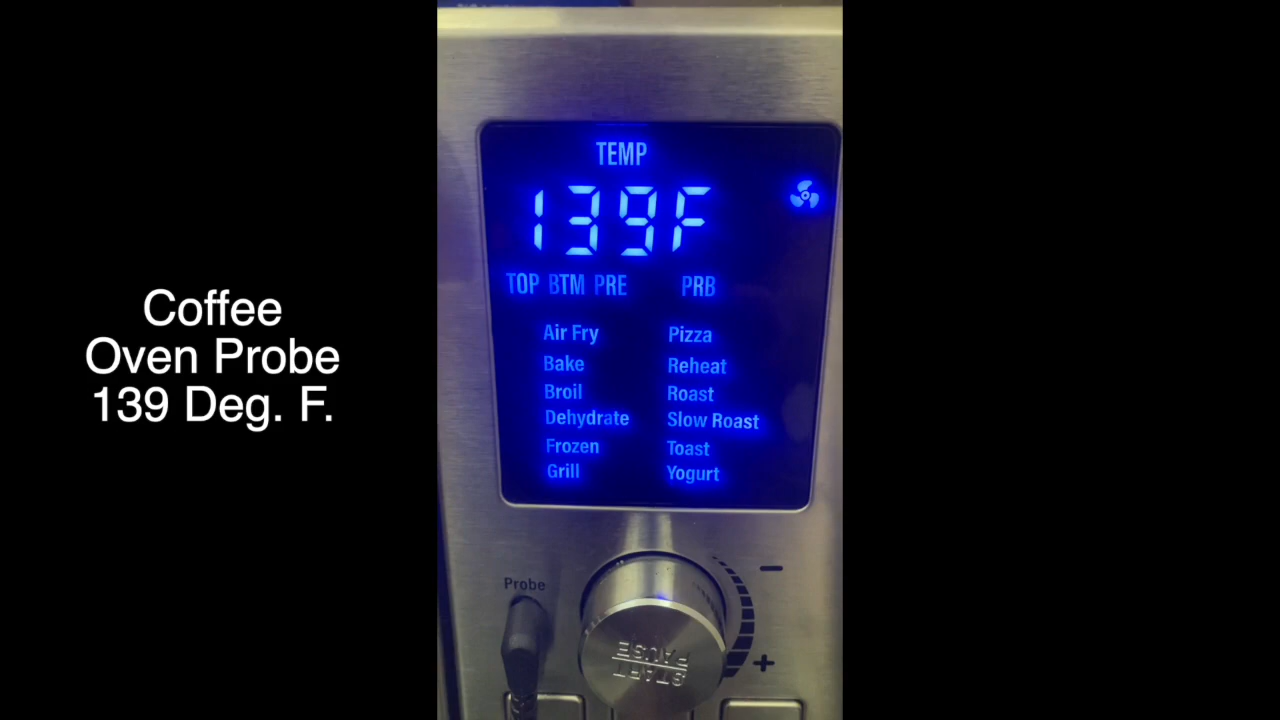 Coffee
Oven Probe
139 Deg. F.
TEMP
139F
TOP BTM PRE PRB
Air Fry Pizza
Bake Reheat
Broil Roast
Dehydrate Slow Roast
Frozen Toast
Grill Yogurt
Probe
−
+
START
PAUSE